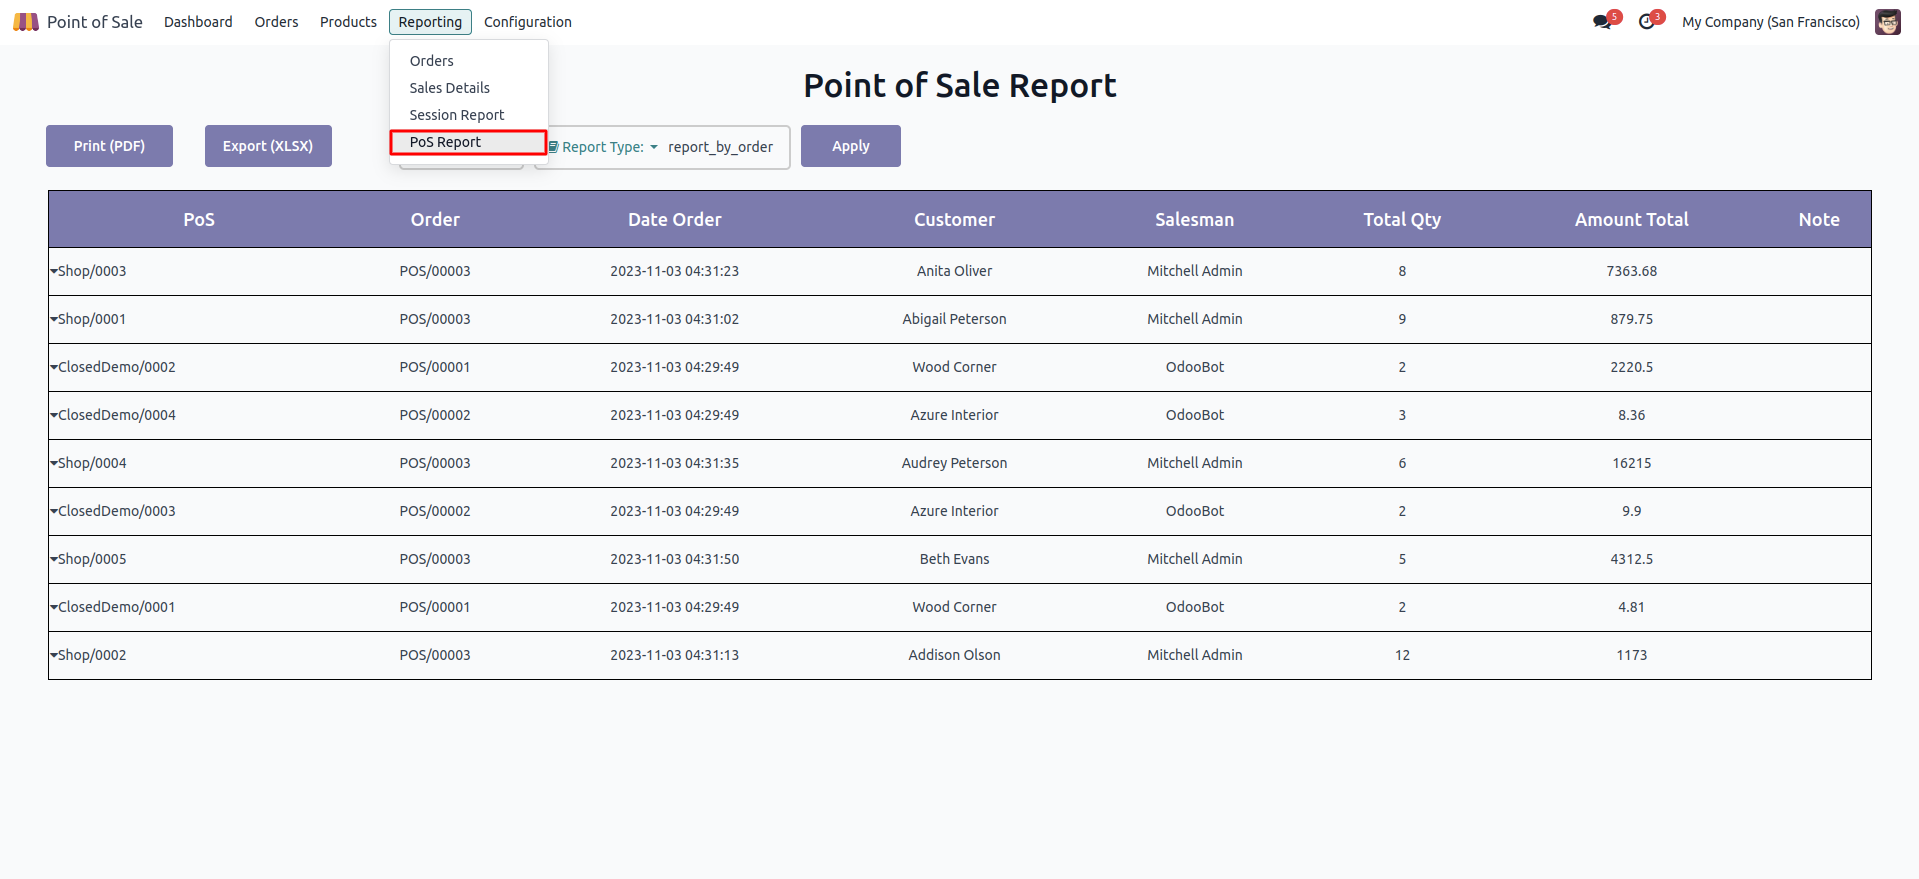 Point of Sale Dashboard Orders Products Reporting Configuration 5 3 My Company (San Francisco)
Orders
Sales Details
Session Report
PoS Report
Point of Sale Report
Print (PDF) Export (XLSX) Report Type: report_by_order Apply
PoS Order Date Order Customer Salesman Total Qty Amount Total Note
Shop/0003 POS/00003 2023-11-03 04:31:23 Anita Oliver Mitchell Admin 8 7363.68
Shop/0001 POS/00003 2023-11-03 04:31:02 Abigail Peterson Mitchell Admin 9 879.75
ClosedDemo/0002 POS/00001 2023-11-03 04:29:49 Wood Corner OdooBot 2 2220.5
ClosedDemo/0004 POS/00002 2023-11-03 04:29:49 Azure Interior OdooBot 3 8.36
Shop/0004 POS/00003 2023-11-03 04:31:35 Audrey Peterson Mitchell Admin 6 16215
ClosedDemo/0003 POS/00002 2023-11-03 04:29:49 Azure Interior OdooBot 2 9.9
Shop/0005 POS/00003 2023-11-03 04:31:50 Beth Evans Mitchell Admin 5 4312.5
ClosedDemo/0001 POS/00001 2023-11-03 04:29:49 Wood Corner OdooBot 2 4.81
Shop/0002 POS/00003 2023-11-03 04:31:13 Addison Olson Mitchell Admin 12 1173